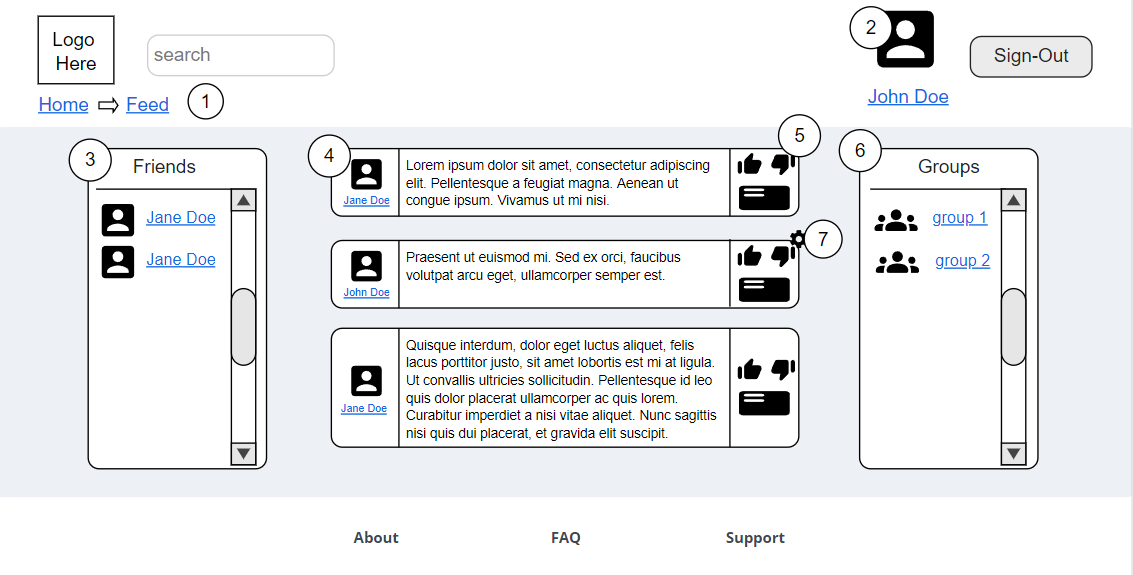 Logo
Here
search
2
Sign-Out
Home
Feed
1
John Doe
3
Friends
Jane Doe
Jane Doe
4
Jane Doe
Lorem ipsum dolor sit amet, consectetur adipiscing
elit. Pellentesque a feugiat magna. Aenean ut
congue ipsum. Vivamus ut mi nisi.
5
John Doe
Praesent ut euismod mi. Sed ex orci, faucibus
volutpat arcu eget, ullamcorper semper est.
7
Jane Doe
Quisque interdum, dolor eget luctus aliquet, felis
lacus porttitor justo, sit amet lobortis est mi at ligula.
Ut convallis ultricies sollicitudin. Pellentesque id leo
quis dolor placerat ullamcorper ac quis lorem.
Curabitur imperdiet a nisi vitae aliquet. Nunc sagittis
nisi quis dui placerat, et gravida elit suscipit.
6
Groups
group 1
group 2
About
FAQ
Support